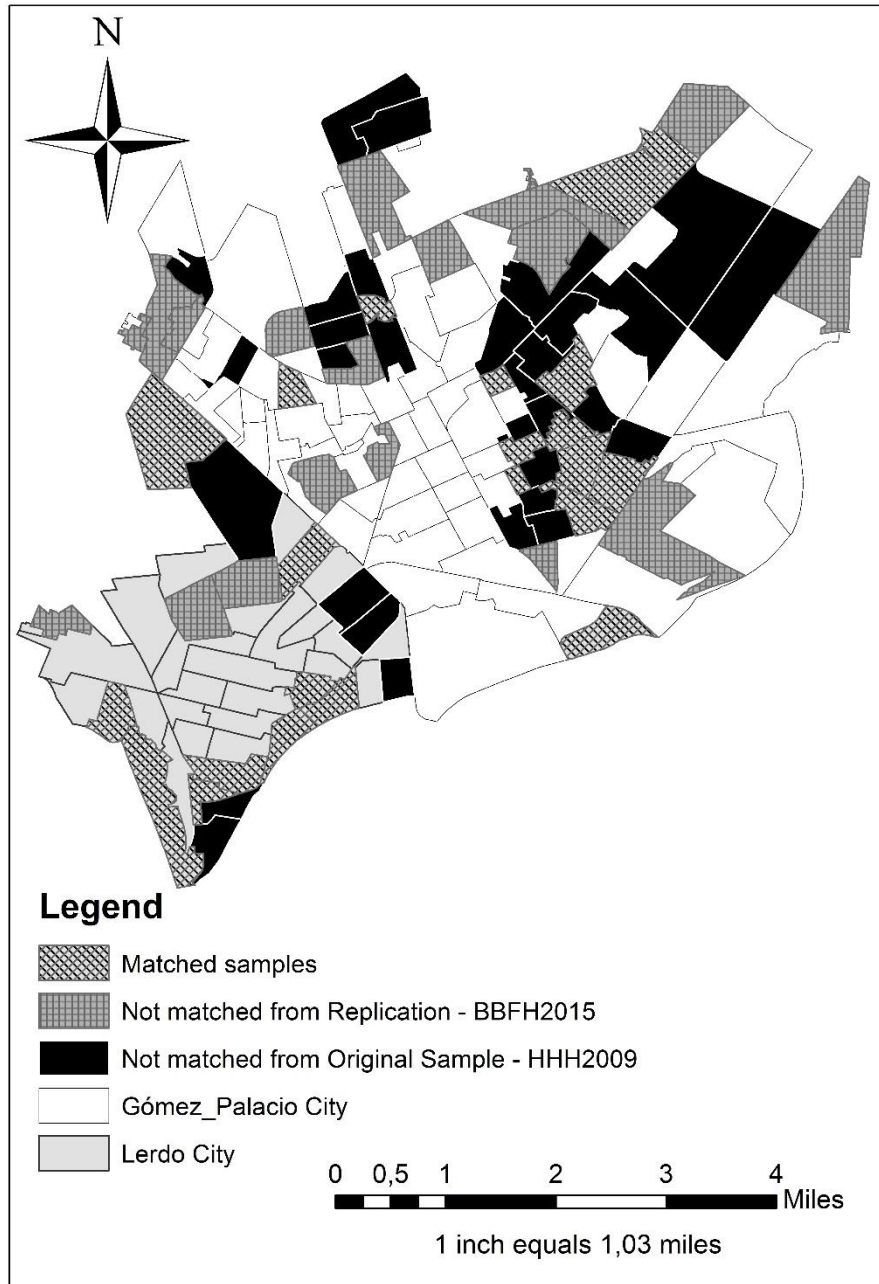 N
Legend
Matched samples
Not matched from Replication - BBFH2015
Not matched from Original Sample - HHH2009
Gómez_Palacio City
Lerdo City
0 0,5 1 2 3 4
Miles
1 inch equals 1,03 miles